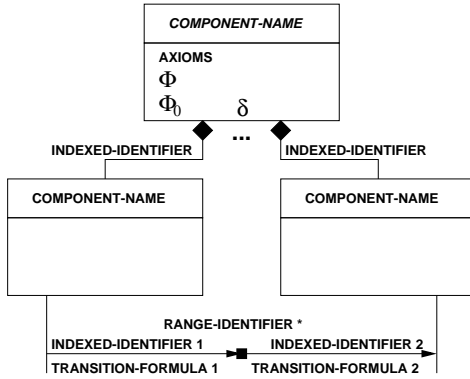 COMPONENT-NAME
AXIOMS
Φ
Φ0 δ
...
INDEXED-IDENTIFIER INDEXED-IDENTIFIER
COMPONENT-NAME COMPONENT-NAME
RANGE-IDENTIFIER *
INDEXED-IDENTIFIER 1 INDEXED-IDENTIFIER 2
TRANSITION-FORMULA 1 TRANSITION-FORMULA 2